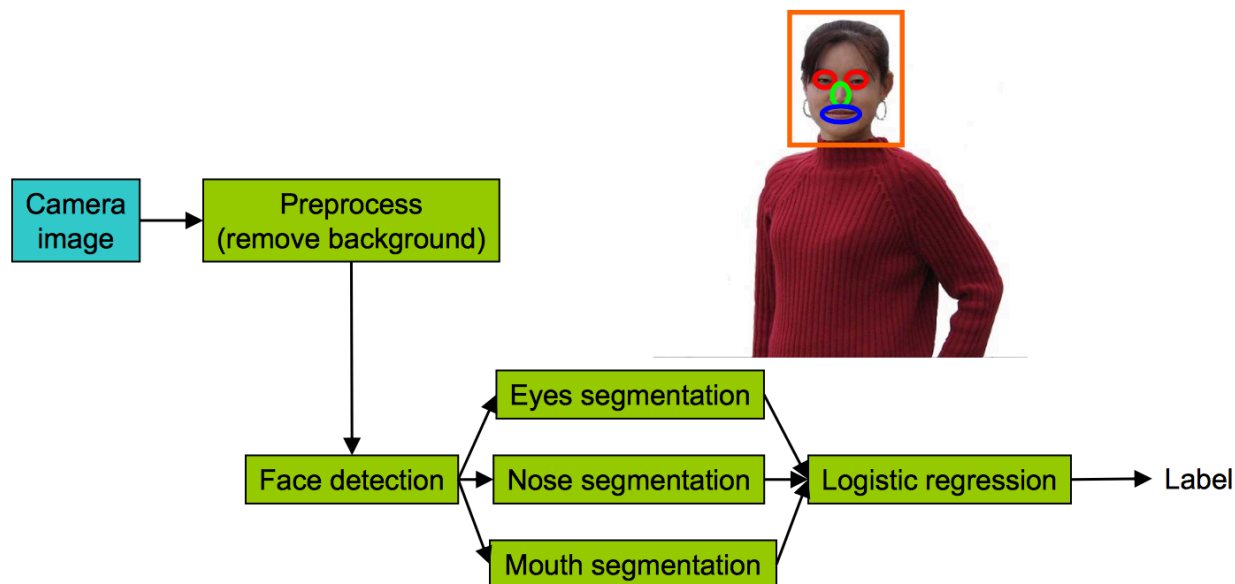 Camera
image
Preprocess
(remove background)
Eyes segmentation
Face detection
Nose segmentation
Logistic regression
Label
Mouth segmentation